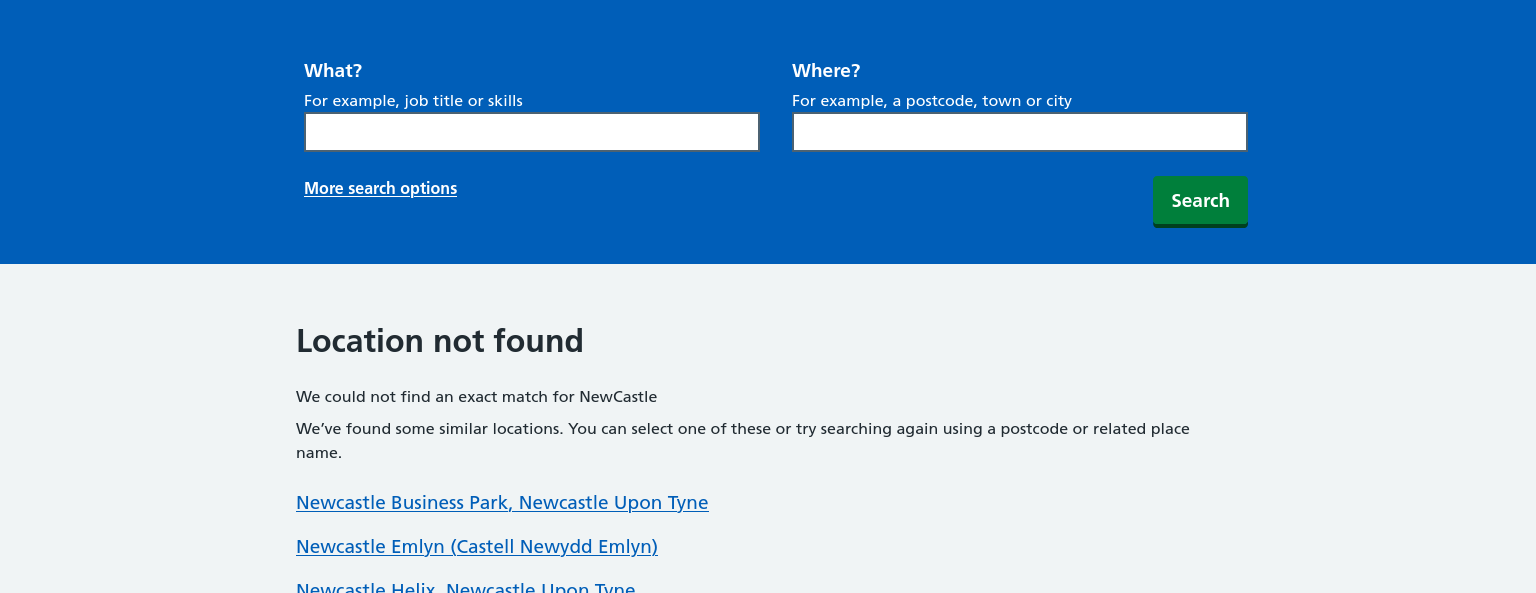 What?
Where?
For example, job title or skills
For example, a postcode, town or city
More search options
Search
Location not found
We could not find an exact match for NewCastle
We’ve found some similar locations. You can select one of these or try searching again using a postcode or related place
name.
Newcastle Business Park, Newcastle Upon Tyne
Newcastle Emlyn (Castell Newydd Emlyn)
Newcastle Helix, Newcastle Upon Tyne